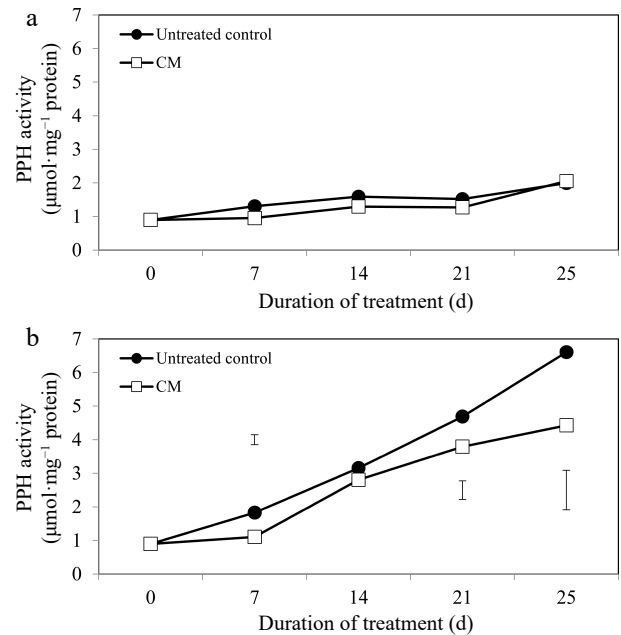 a
PPH activity
(µmol·mg⁻¹ protein)
7
6
5
4
3
2
1
0
Untreated control
CM
0 7 14 21 25
Duration of treatment (d)
b
PPH activity
(µmol·mg⁻¹ protein)
7
6
5
4
3
2
1
0
Untreated control
CM
0 7 14 21 25
Duration of treatment (d)